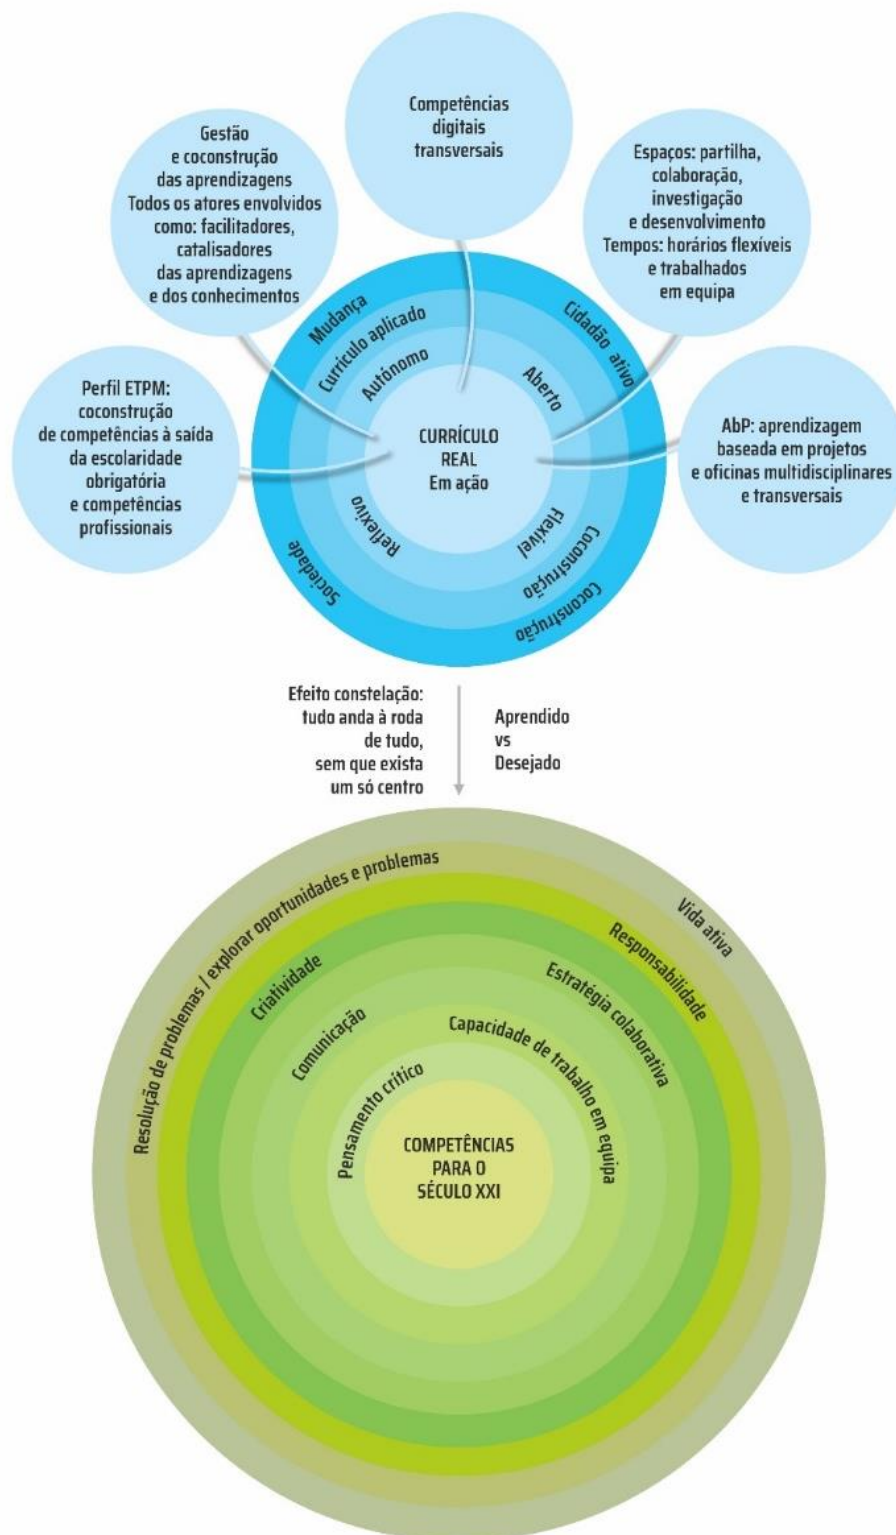 Competências
digitais
transversais
Gestão
e coconstrução
das aprendizagens
Todos os atores envolvidos
como: facilitadores,
catalisadores
das aprendizagens
e dos conhecimentos
Espaços: partilha,
colaboração,
investigação
e desenvolvimento
Tempos: horários flexíveis
e trabalhados
em equipa
Perfil ETPM:
coconstrução
de competências à saída
da escolaridade
obrigatória
e competências
profissionais
AbP: aprendizagem
baseada em projetos
e oficinas multidisciplinares
e transversais
Mudança
Cidadão ativo
Currículo aplicado
Autónomo
Aberto
CURRÍCULO
REAL
Em ação
Reflexivo
Flexível
Coconstrução
Sociedade
Coconstrução
Efeito constelação:
tudo anda à roda
de tudo,
sem que exista
um só centro
Aprendido
vs
Desejado
Resolução de problemas / explorar oportunidades e problemas
Vida ativa
Responsabilidade
Criatividade
Estratégia colaborativa
Comunicação
Capacidade de trabalho em equipa
Pensamento crítico
COMPETÊNCIAS
PARA O
SÉCULO XXI